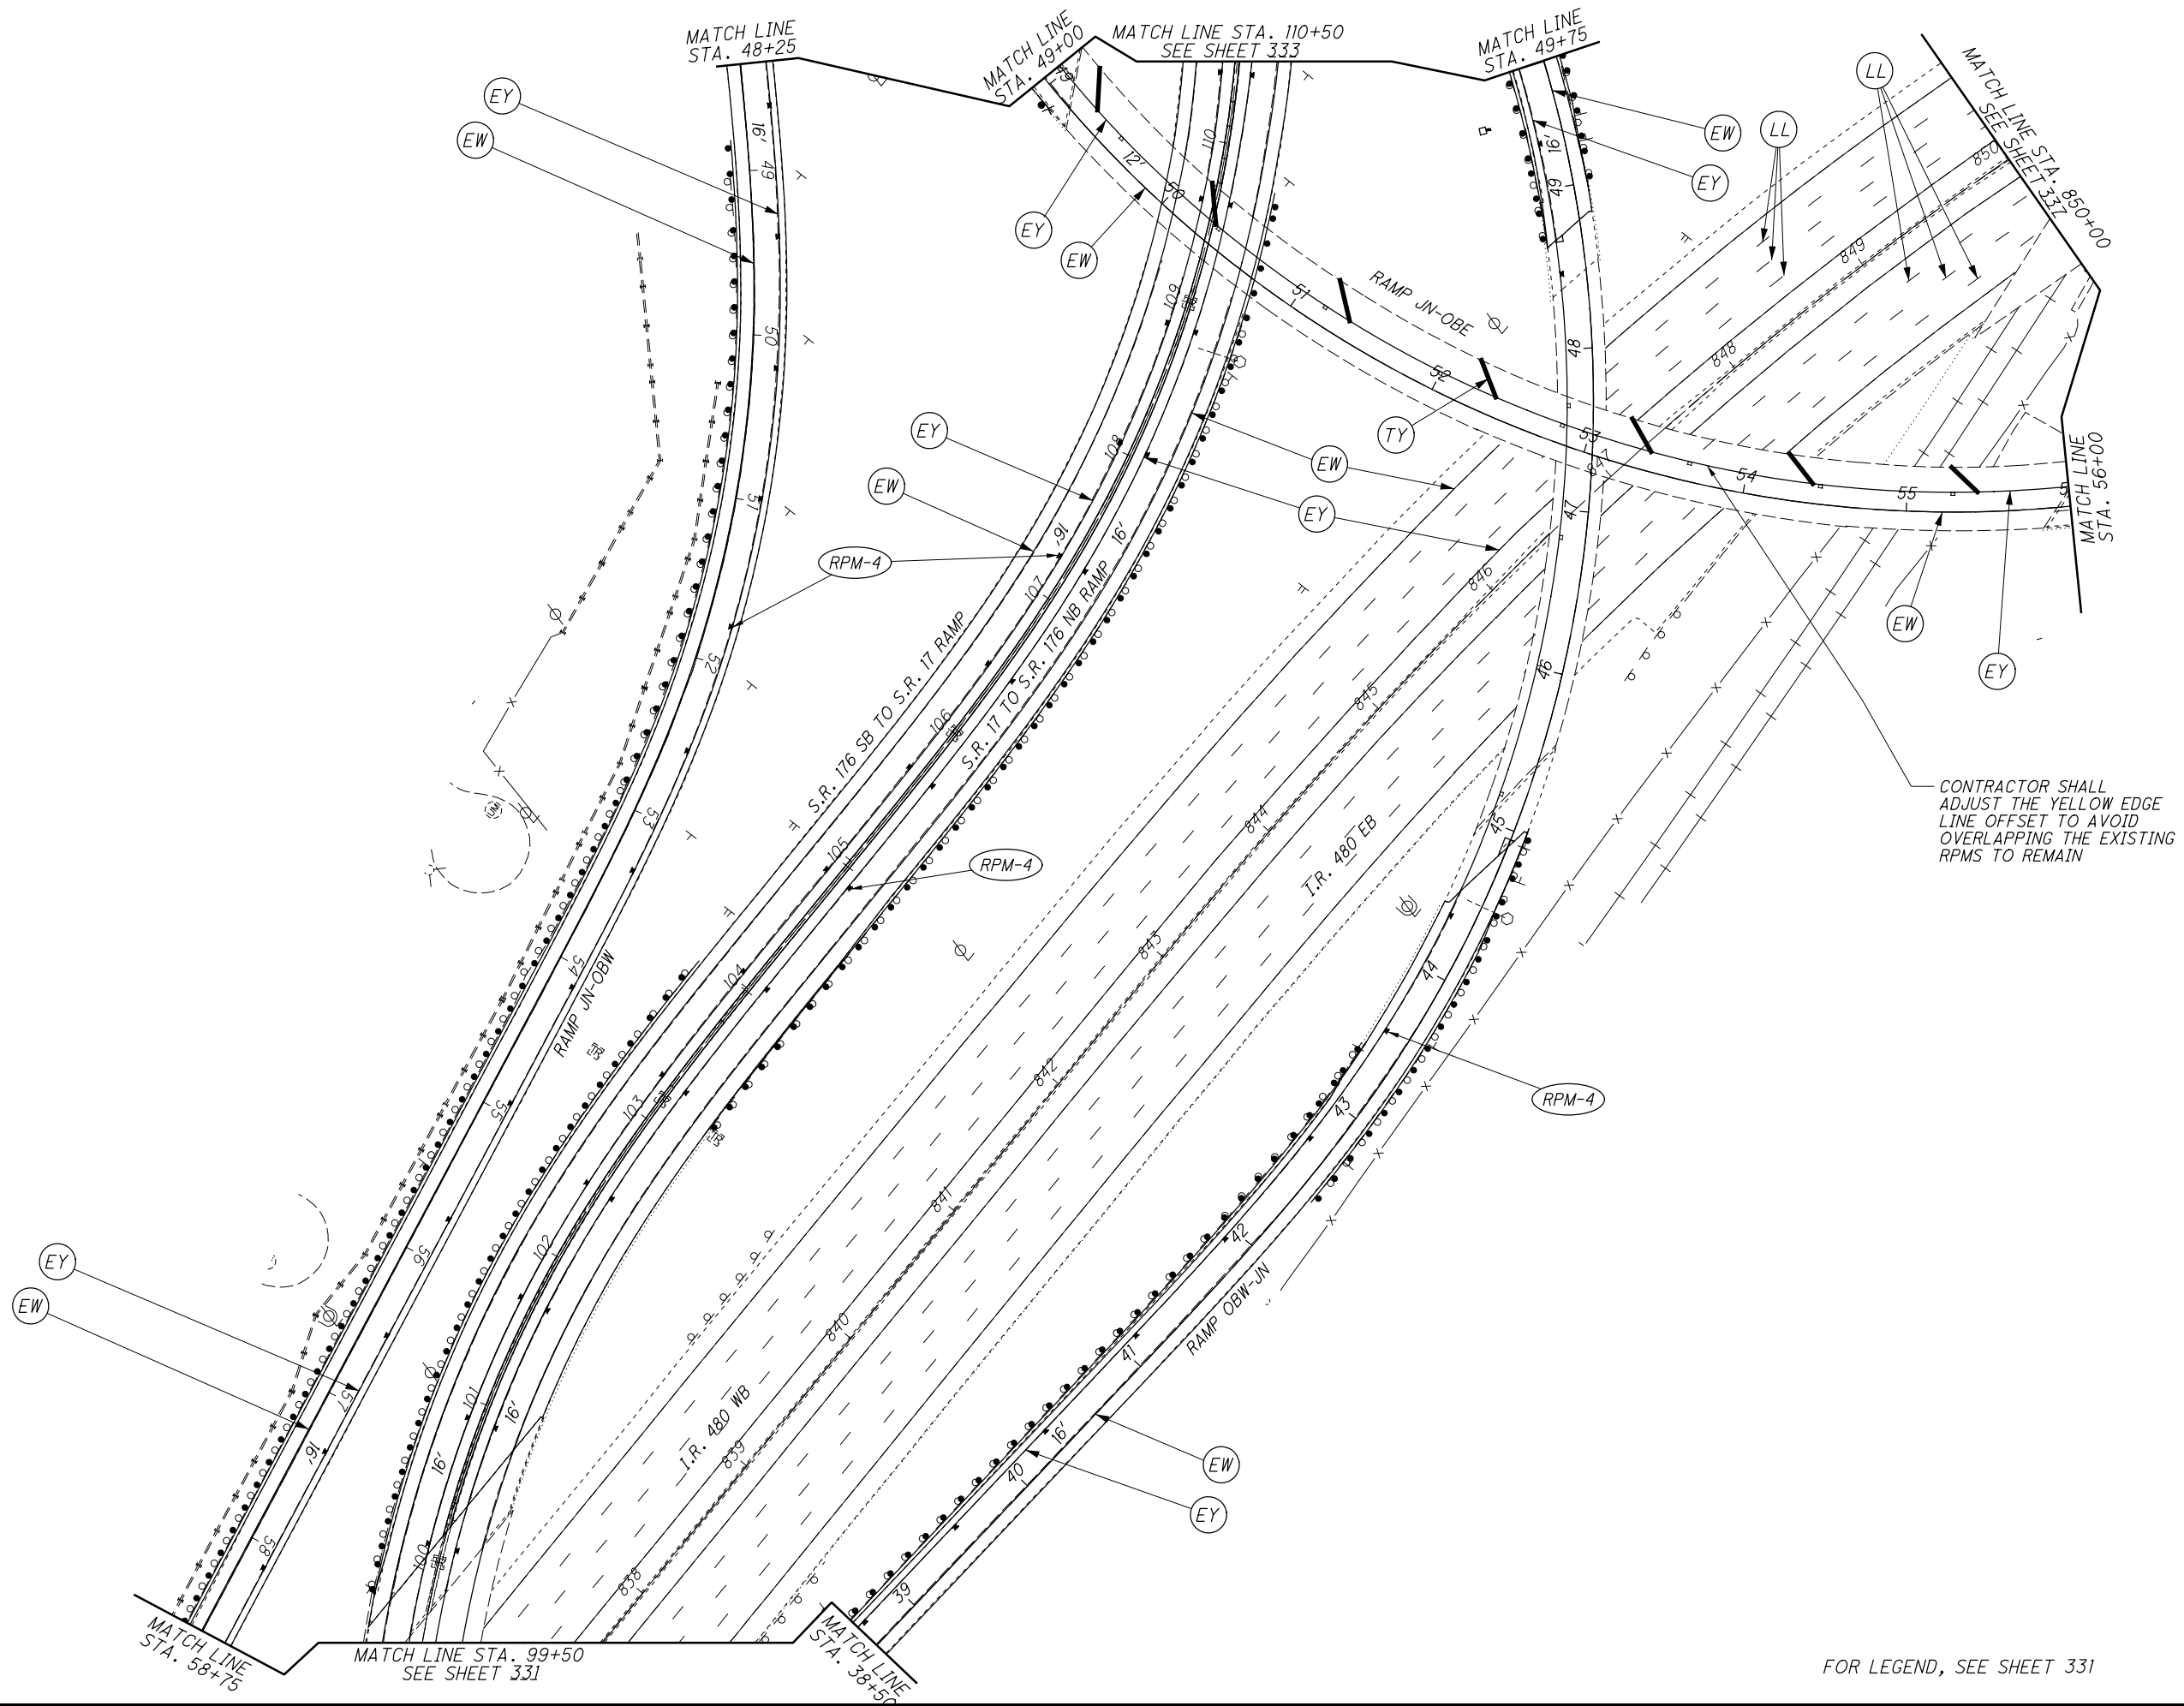 MATCH LINE
STA. 48+25
MATCH LINE
STA. 49+00
MATCH LINE STA. 110+50
SEE SHEET 333
MATCH LINE
STA. 49+75
MATCH LINE STA. 850+00
SEE SHEET 337
LL
LL
EY
EW
EY
EW
EW
EY
16'
49
50
51
52
53
54
55
56
57
16'
58
RAMP JN-OBW
49
12'
50
51
52
53
54
55
RAMP JN-OBE
TY
110
109
108
16'
107
106
105
104
103
102
101
16'
100
16'
16'
S.R. 176 SB TO S.R. 17 RAMP
S.R. 17 TO S.R. 176 NB RAMP
EY
EW
EW
EY
RPM-4
RPM-4
RPM-4
16'
49
48
47
46
45
44
43
42
41
16'
40
39
RAMP OBW-JN
850
849
848
847
846
845
844
843
842
841
840
839
838
I.R. 480 EB
I.R. 480 WB
MATCH LINE
STA. 56+00
EW
EY
CONTRACTOR SHALL
ADJUST THE YELLOW EDGE
LINE OFFSET TO AVOID
OVERLAPPING THE EXISTING
RPMS TO REMAIN
EY
EW
EW
EY
MATCH LINE
STA. 58+75
MATCH LINE STA. 99+50
SEE SHEET 331
MATCH LINE
STA. 38+50
FOR LEGEND, SEE SHEET 331